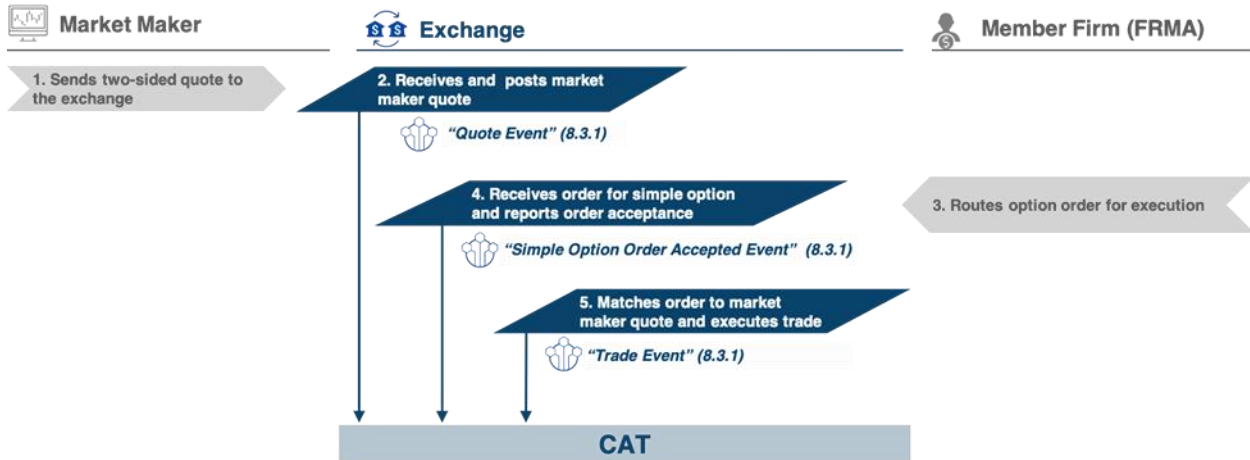 Market Maker
Exchange
Member Firm (FRMA)
1. Sends two-sided quote to
the exchange
2. Receives and posts market
maker quote
“Quote Event” (8.3.1)
4. Receives order for simple option
and reports order acceptance
3. Routes option order for execution
“Simple Option Order Accepted Event” (8.3.1)
5. Matches order to market
maker quote and executes trade
“Trade Event” (8.3.1)
CAT